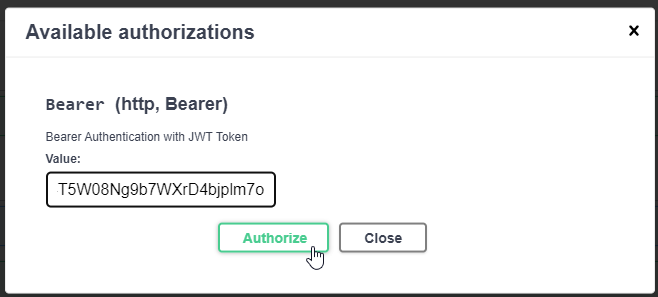 Available authorizations
Bearer (http, Bearer)
Bearer Authentication with JWT Token
Value:
T5W08Ng9b7WXrD4bjplm7o
Authorize Close